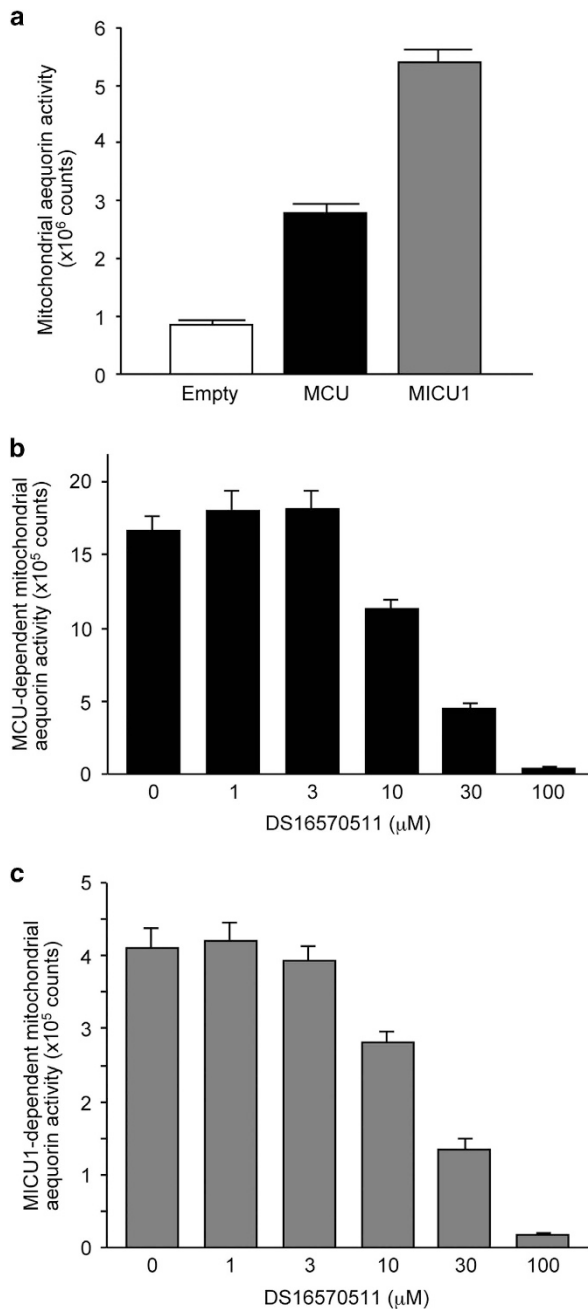 a
Mitochondrial aequorin activity
(x10⁶ counts)
6
5
4
3
2
1
0
Empty MCU MICU1
b
MCU-dependent mitochondrial
aequorin activity (x10⁵ counts)
20
15
10
5
0
0 1 3 10 30 100
DS16570511 (μM)
c
MICU1-dependent mitochondrial
aequorin activity (x10⁵ counts)
5
4
3
2
1
0
0 1 3 10 30 100
DS16570511 (μM)